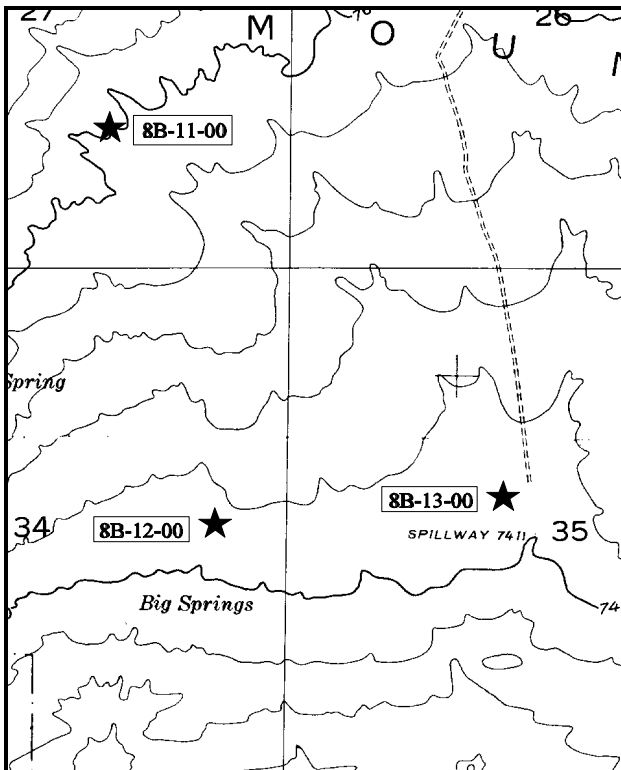 27
26
M O U
8B-11-00
Spring
34
8B-12-00
8B-13-00
SPILLWAY 7411
35
Big Springs
74